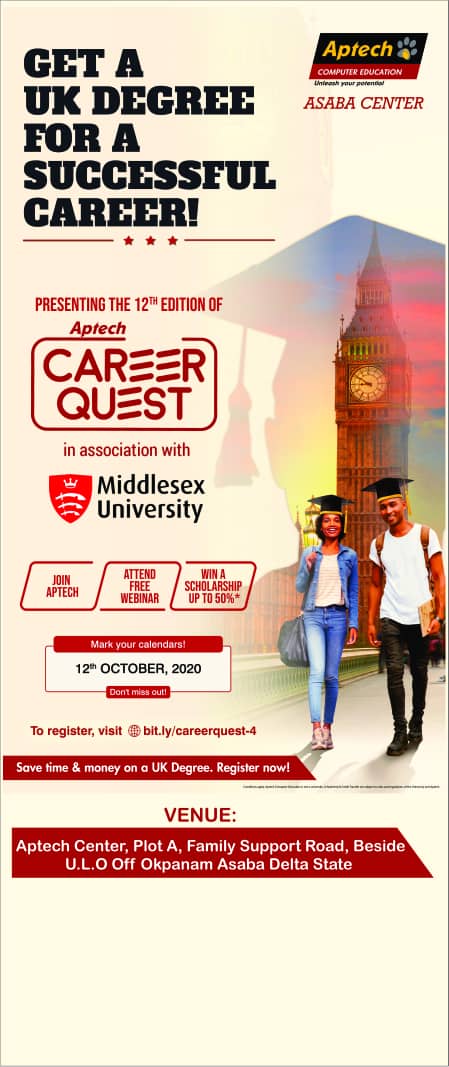 GET A
UK DEGREE
FOR A
SUCCESSFUL
CAREER!
Aptech
COMPUTER EDUCATION
Unleash your potential
ASABA CENTER
PRESENTING THE 12TH EDITION OF
Aptech
CAREER
QUEST
in association with
Middlesex
University
JOIN
APTECH
ATTEND
FREE
WEBINAR
WIN A
SCHOLARSHIP
UP TO 50%*
Mark your calendars!
12th OCTOBER, 2020
Don't miss out!
To register, visit bit.ly/careerquest-4
Save time & money on a UK Degree. Register now!
VENUE:
Aptech Center, Plot A, Family Support Road, Beside
U.L.O Off Okpanam Asaba Delta State